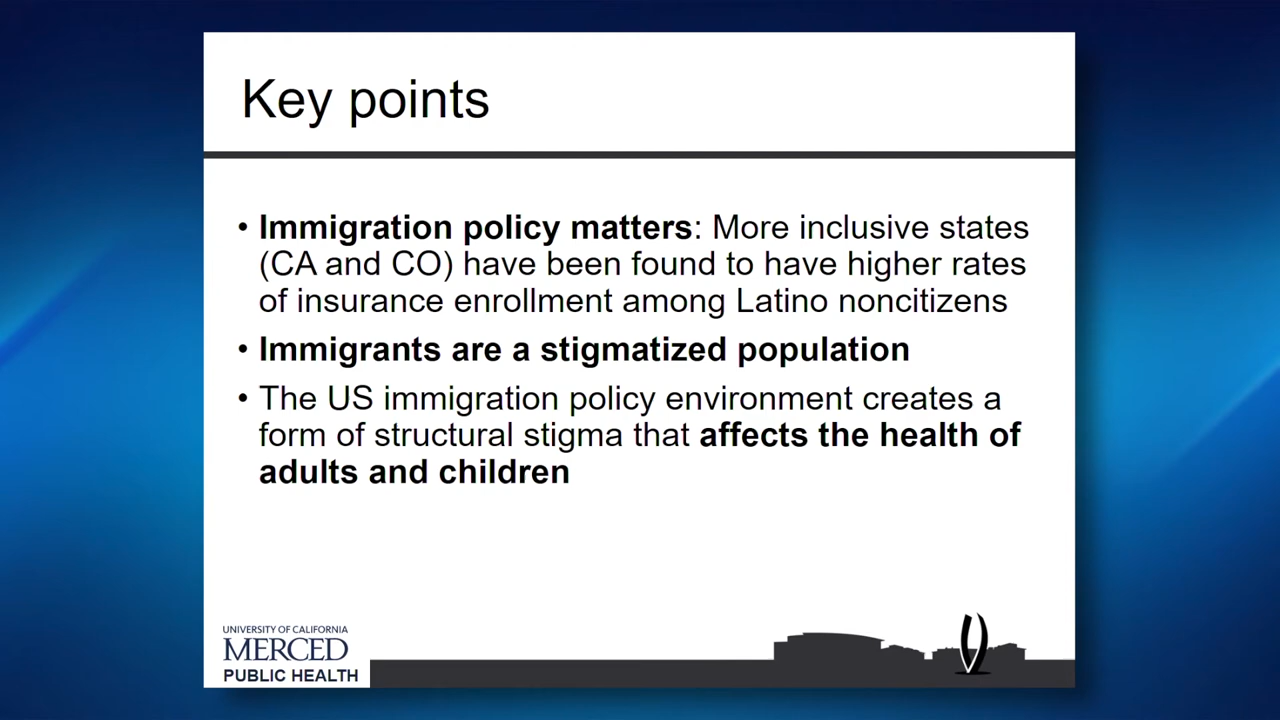 Key points
• Immigration policy matters: More inclusive states
(CA and CO) have been found to have higher rates
of insurance enrollment among Latino noncitizens
• Immigrants are a stigmatized population
• The US immigration policy environment creates a
form of structural stigma that affects the health of
adults and children
UNIVERSITY OF CALIFORNIA
MERCED
PUBLIC HEALTH